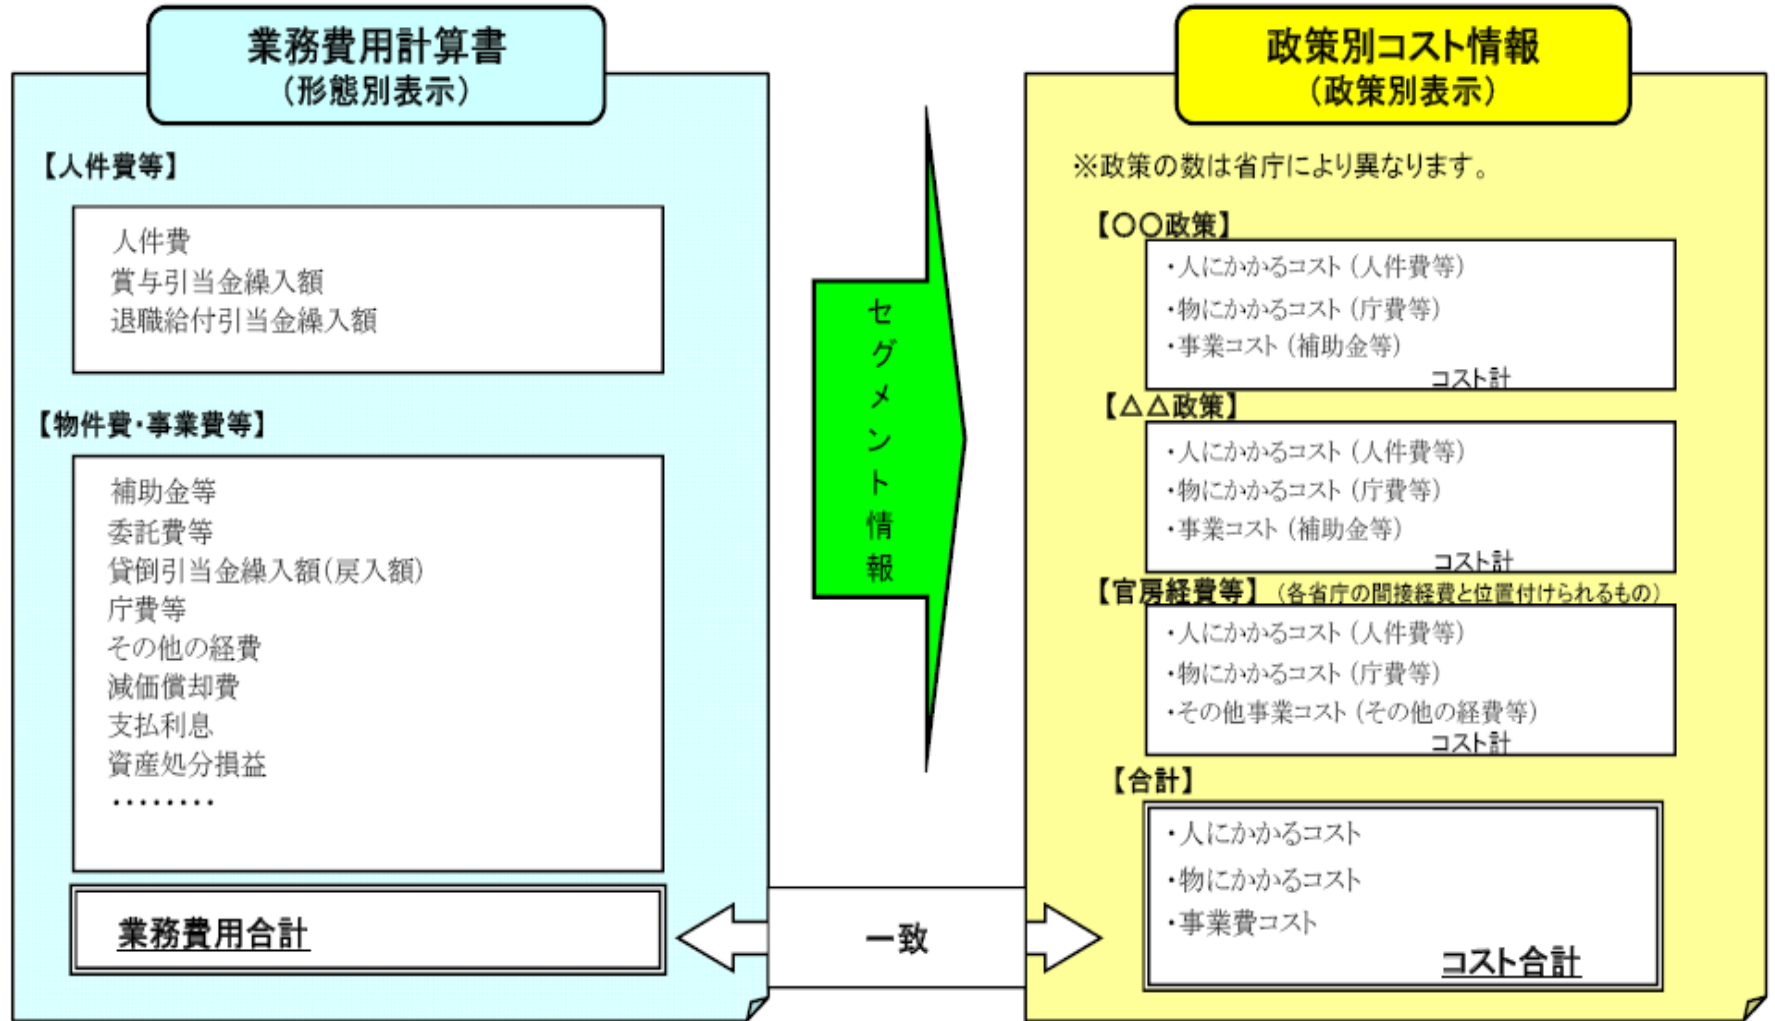 業務費用計算書
（形態別表示）
【人件費等】
人件費
賞与引当金繰入額
退職給付引当金繰入額
【物件費・事業費等】
補助金等
委託費等
貸倒引当金繰入額(戻入額)
庁費等
その他の経費
減価償却費
支払利息
資産処分損益
・・・・・・・・
業務費用合計
セグメント情報
一致
政策別コスト情報
（政策別表示）
※政策の数は省庁により異なります。
【〇〇政策】
・人にかかるコスト（人件費等）
・物にかかるコスト（庁費等）
・事業コスト（補助金等）
コスト計
【△△政策】
・人にかかるコスト（人件費等）
・物にかかるコスト（庁費等）
・事業コスト（補助金等）
コスト計
【官房経費等】（各省庁の間接経費と位置付けられるもの）
・人にかかるコスト（人件費等）
・物にかかるコスト（庁費等）
・その他事業コスト（その他の経費等）
コスト計
【合計】
・人にかかるコスト
・物にかかるコスト
・事業費コスト
コスト合計